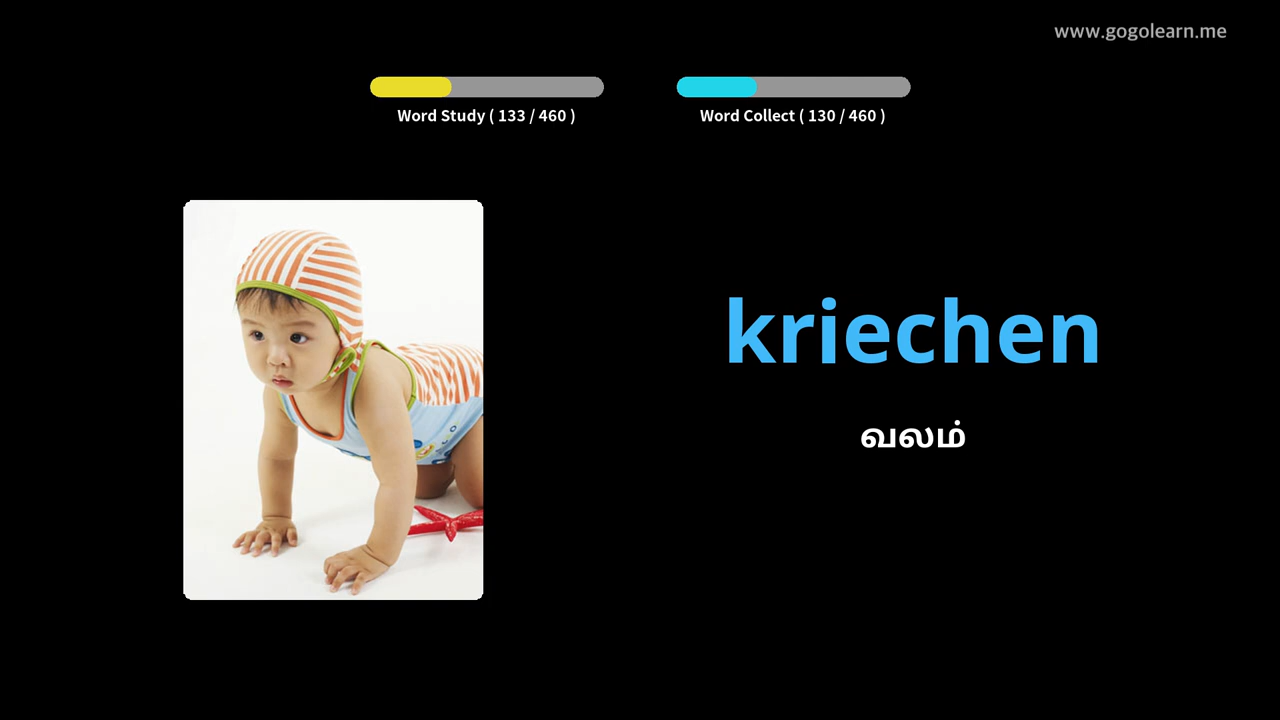 www.gogolearn.me
Word Study ( 133 / 460 )
Word Collect ( 130 / 460 )
kriechen
வலம்